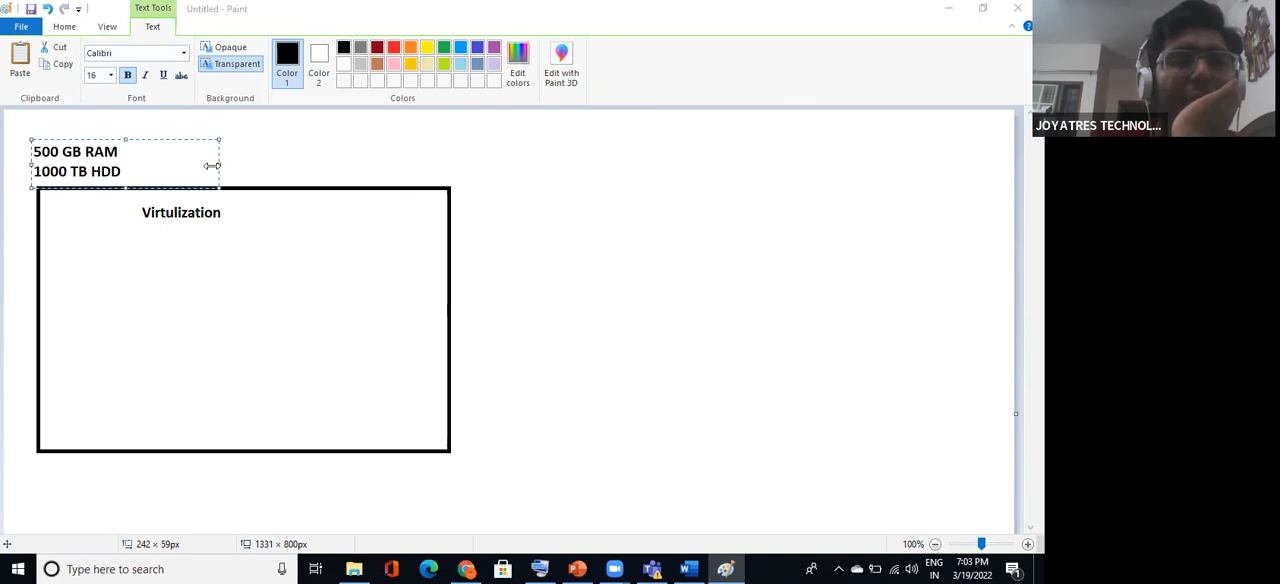 Text Tools
Untitled - Paint
File
Home
View
Text
Paste
Cut
Copy
Clipboard
Calibri
16
B
I
U
abc
Font
Opaque
Transparent
Background
Color
1
Color
2
Edit
colors
Edit with
Paint 3D
Colors
JOYATRES TECHNOL...
500 GB RAM
1000 TB HDD
Virtulization
242 × 59px
1331 × 800px
100%
Type here to search
ENG
IN
7:03 PM
3/19/2022
1